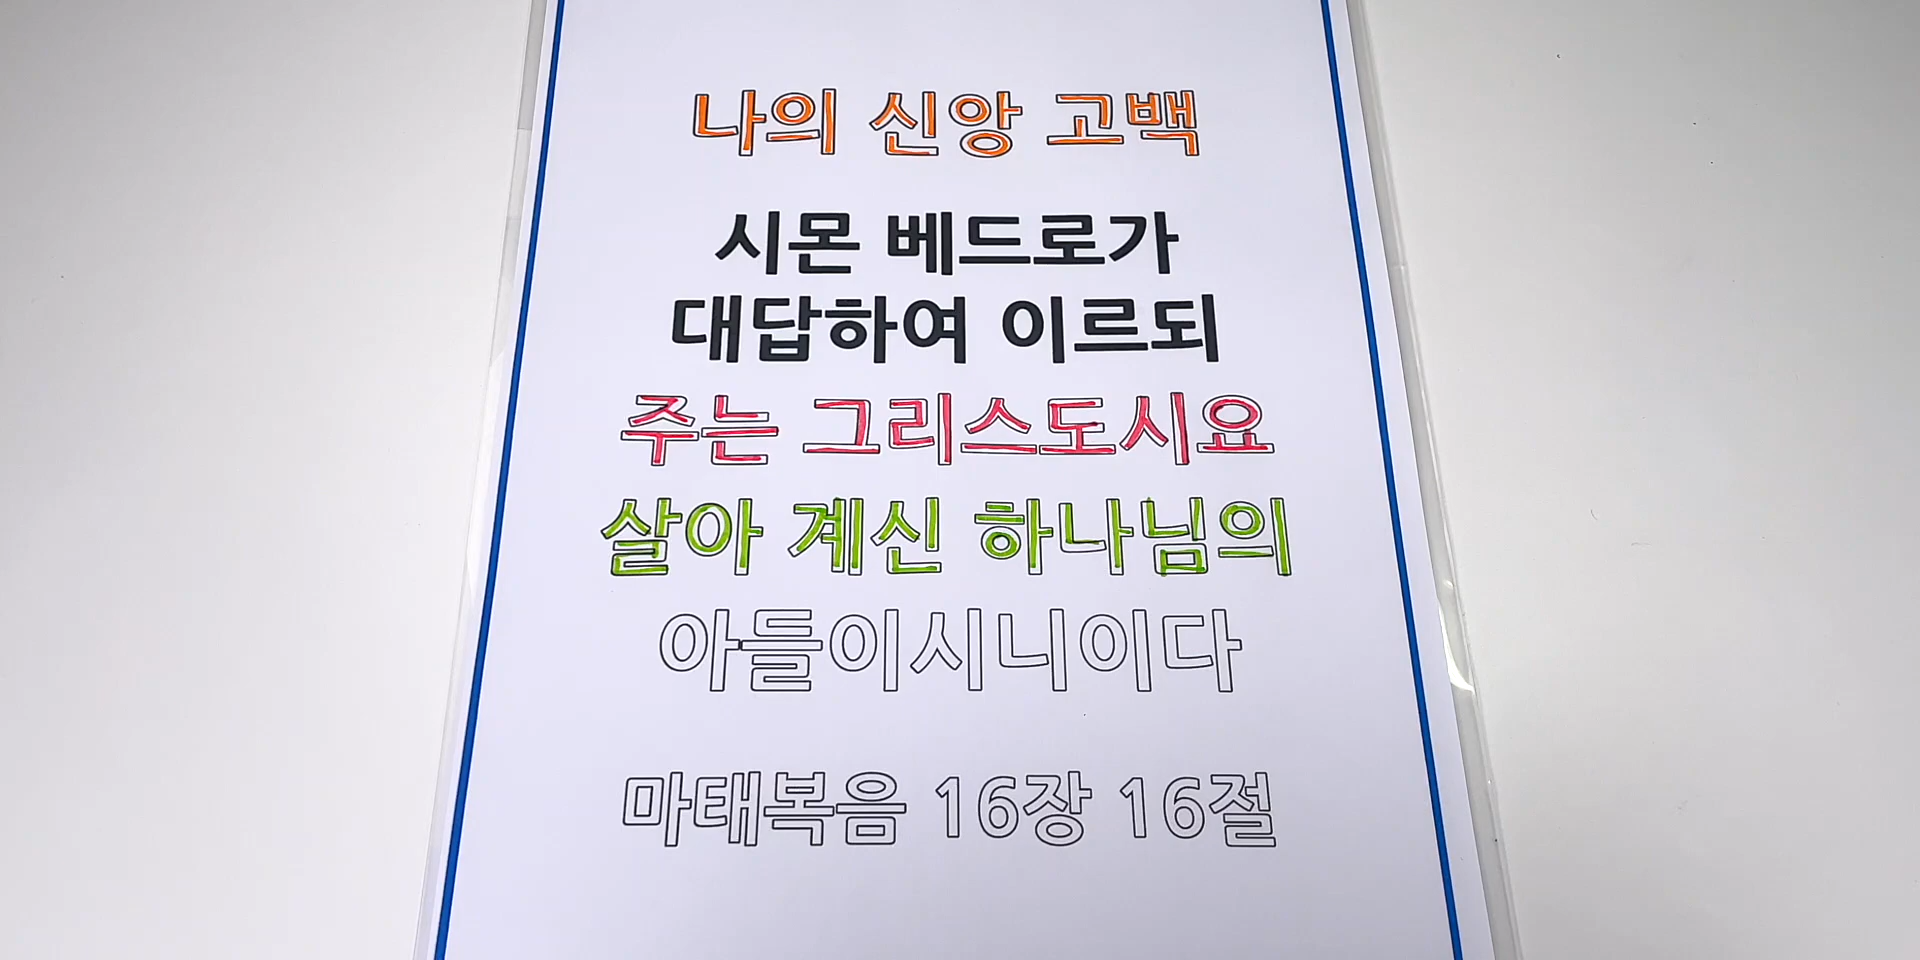 나의 신앙 고백
시몬 베드로가
대답하여 이르되
주는 그리스도시요
살아 계신 하나님의
아들이시니이다
마태복음 16장 16절